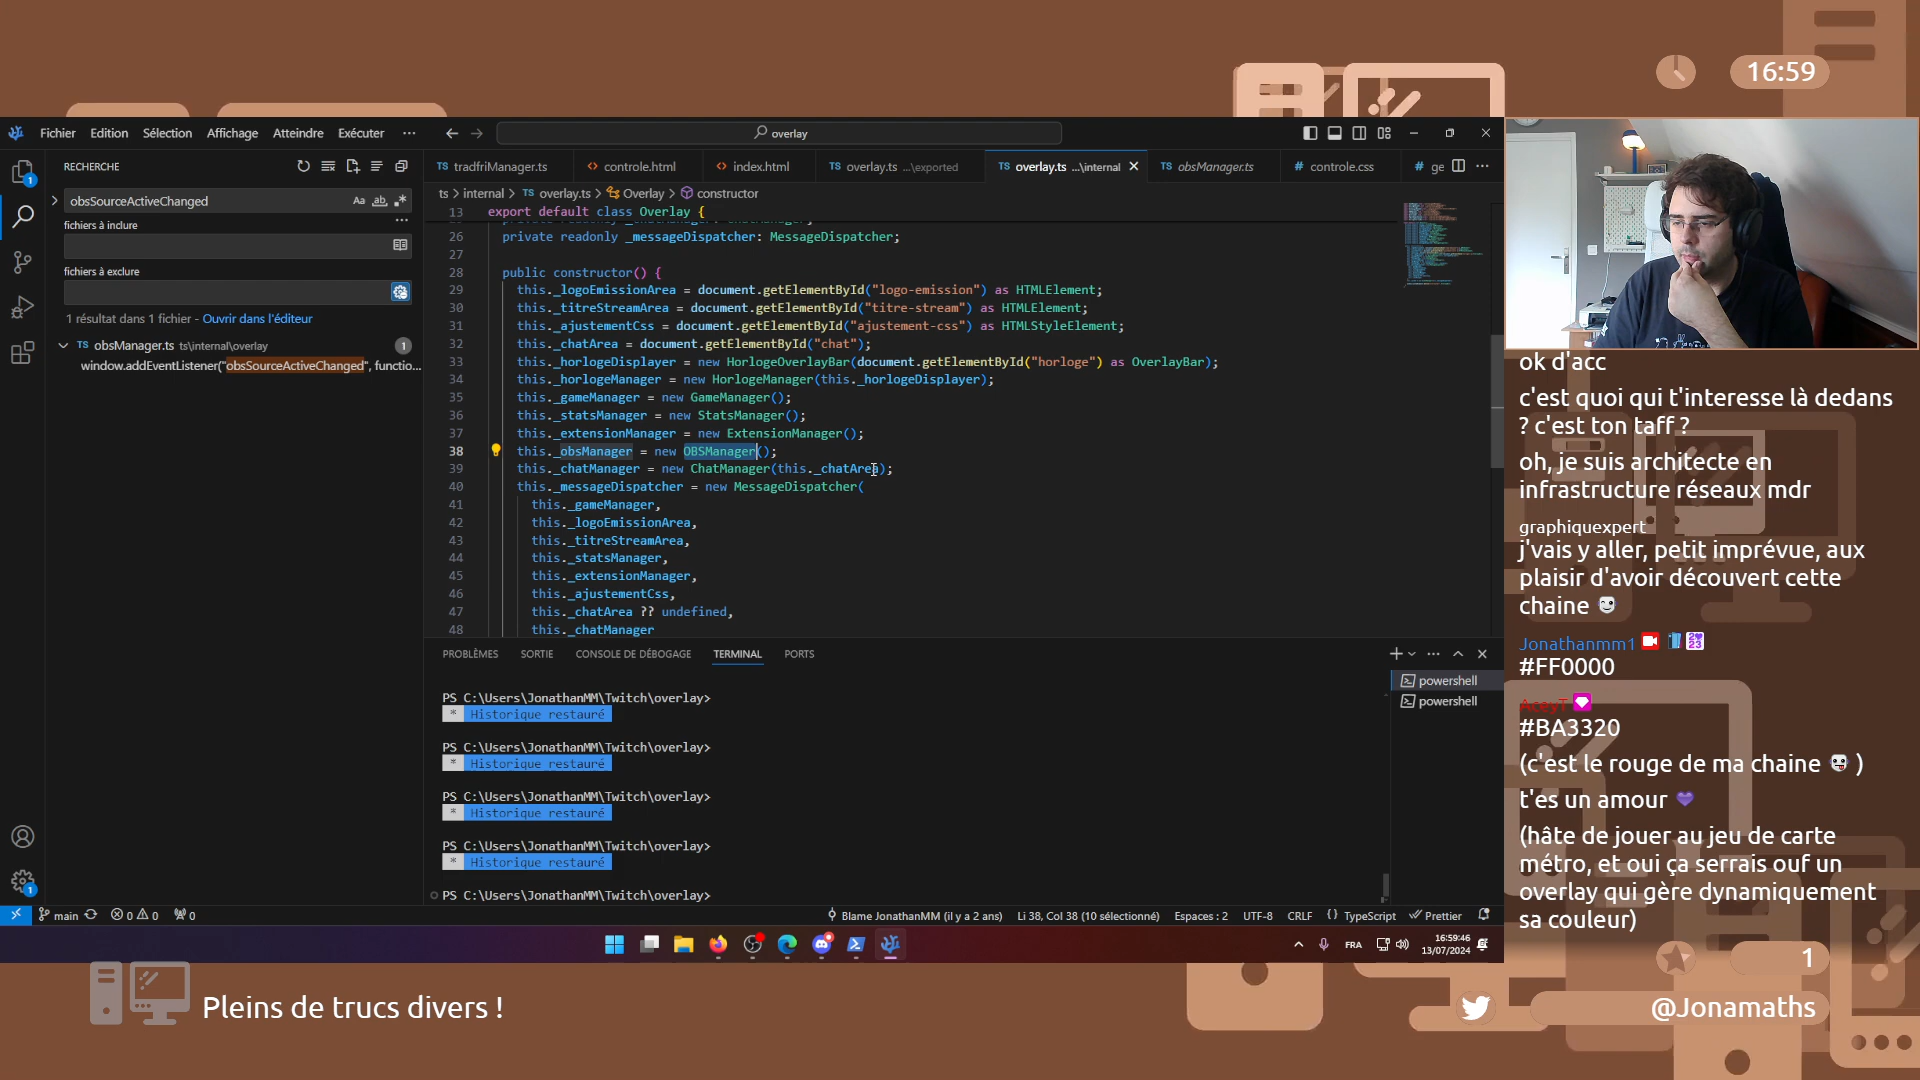 16:59
Fichier Edition Sélection Affichage Atteindre Exécuter ···
overlay
RECHERCHE
obsSourceActiveChanged
Aa ab
fichiers à inclure
fichiers à exclure
1 résultat dans 1 fichier - Ouvrir dans l'éditeur
TS obsManager.ts ts\internal\overlay 1
window.addEventListener("obsSourceActiveChanged", functio...
TS tradfriManager.ts
controle.html
index.html
TS overlay.ts ...\exported
TS overlay.ts ...\internal
TS obsManager.ts
# controle.css
# ge
ts > internal > TS overlay.ts > Overlay > constructor
13 export default class Overlay {
26 private readonly _messageDispatcher: MessageDispatcher;
27
28 public constructor() {
29 this._logoEmissionArea = document.getElementById("logo-emission") as HTMLElement;
30 this._titreStreamArea = document.getElementById("titre-stream") as HTMLElement;
31 this._ajustementCss = document.getElementById("ajustement-css") as HTMLStyleElement;
32 this._chatArea = document.getElementById("chat");
33 this._horlogeDisplayer = new HorlogeOverlayBar(document.getElementById("horloge") as OverlayBar);
34 this._horlogeManager = new HorlogeManager(this._horlogeDisplayer);
35 this._gameManager = new GameManager();
36 this._statsManager = new StatsManager();
37 this._extensionManager = new ExtensionManager();
38 this._obsManager = new OBSManager();
39 this._chatManager = new ChatManager(this._chatArea);
40 this._messageDispatcher = new MessageDispatcher(
41 this._gameManager,
42 this._logoEmissionArea,
43 this._titreStreamArea,
44 this._statsManager,
45 this._extensionManager,
46 this._ajustementCss,
47 this._chatArea ?? undefined,
48 this._chatManager
PROBLÈMES SORTIE CONSOLE DE DÉBOGAGE TERMINAL PORTS
powershell
powershell
PS C:\Users\JonathanMM\Twitch\overlay>
* Historique restauré
PS C:\Users\JonathanMM\Twitch\overlay>
* Historique restauré
PS C:\Users\JonathanMM\Twitch\overlay>
* Historique restauré
PS C:\Users\JonathanMM\Twitch\overlay>
* Historique restauré
PS C:\Users\JonathanMM\Twitch\overlay>
main 0 0 0
Blame JonathanMM (il y a 2 ans) Li 38, Col 38 (10 sélectionné) Espaces : 2 UTF-8 CRLF TypeScript Prettier
FRA
16:59:46
13/07/2024
ok d'acc
c'est quoi qui t'interesse là dedans
? c'est ton taff ?
oh, je suis architecte en
infrastructure réseaux mdr
graphiquexpert
j'vais y aller, petit imprévue, aux
plaisir d'avoir découvert cette
chaine
Jonathanmm1
#FF0000
AceyT
#BA3320
(c'est le rouge de ma chaine )
t'es un amour
(hâte de jouer au jeu de carte
métro, et oui ça serrais ouf un
overlay qui gère dynamiquement
sa couleur)
1
Pleins de trucs divers !
@Jonamaths